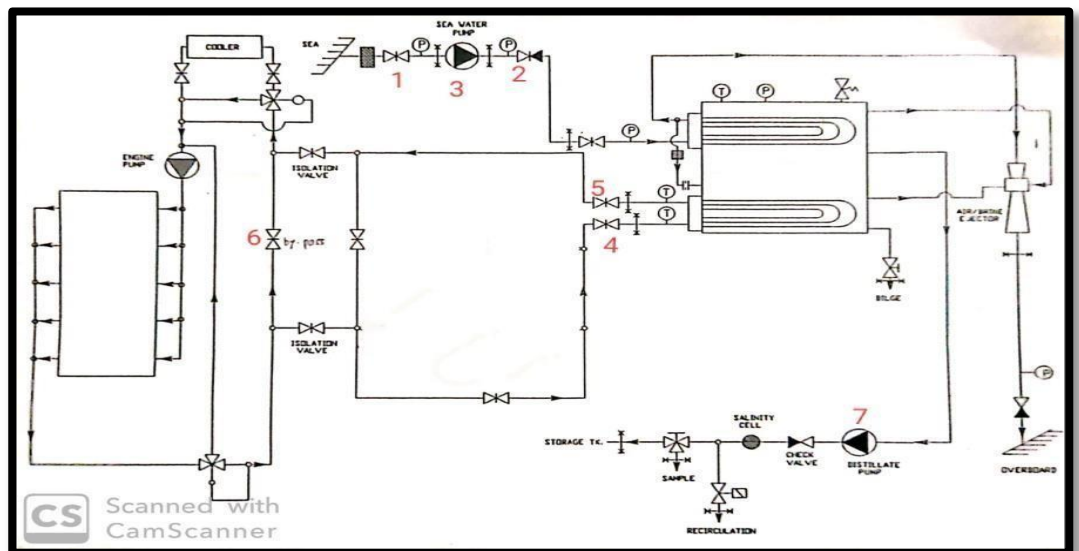 SEA WATER
PUMP
COOLER
SEA
P
P
1
3
2
T
P
P
ENGINE
PUMP
ISOLATION
VALVE
5
T
T
4
AIR/BRINE
EJECTOR
6
by-pass
BILGE
ISOLATION
VALVE
P
7
SALINITY
CELL
STORAGE TK.
CHECK
VALVE
DISTILLATE
PUMP
SAMPLE
OVERBOARD
RECIRCULATION
CS
Scanned with
CamScanner